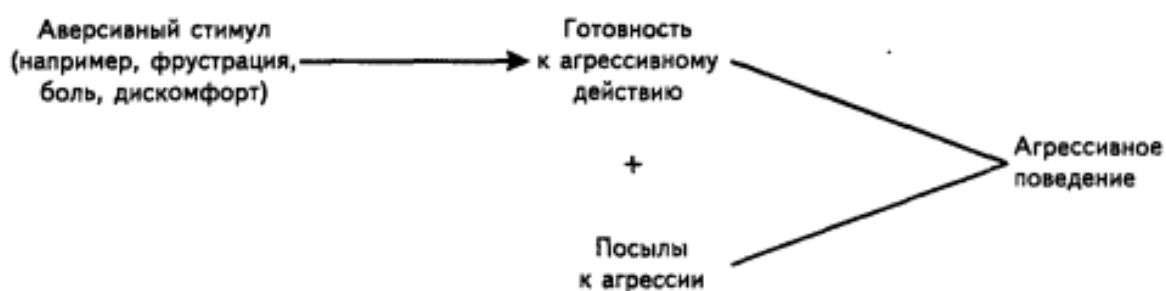 Аверсивный стимул
(например, фрустрация,
боль, дискомфорт)
Готовность
к агрессивному
действию
+
Посылы
к агрессии
Агрессивное
поведение